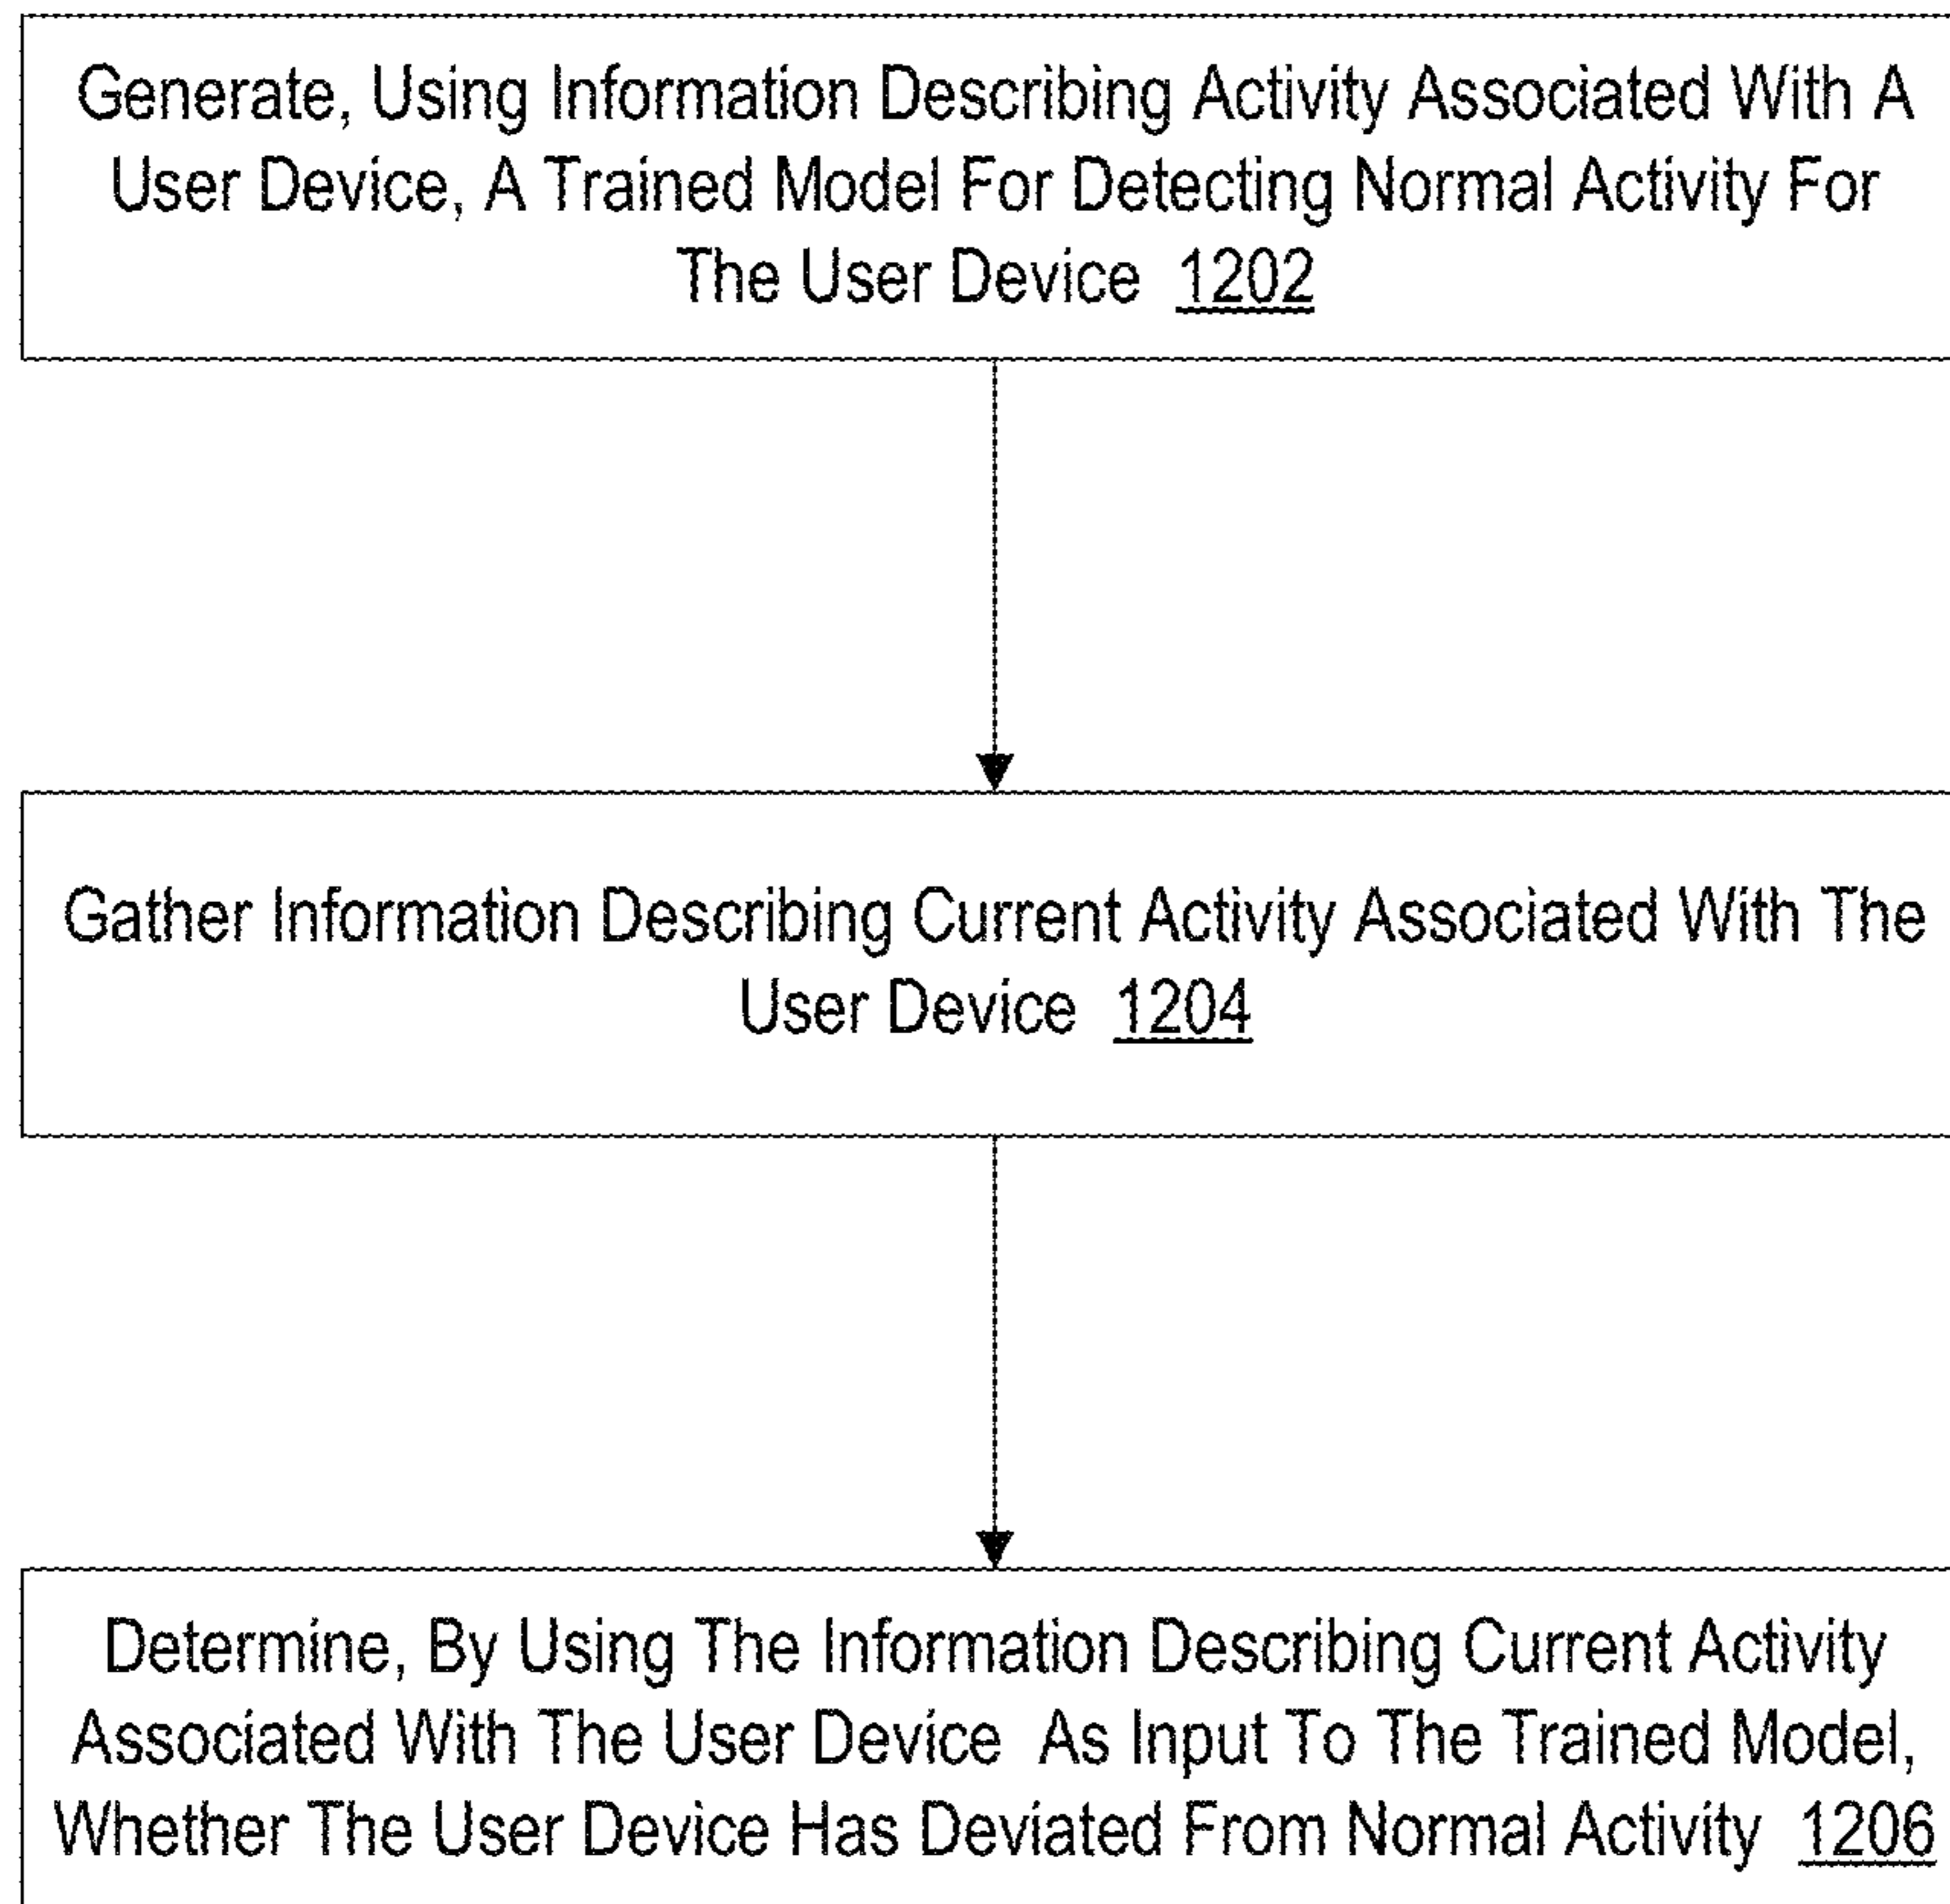 Generate, Using Information Describing Activity Associated With A
User Device, A Trained Model For Detecting Normal Activity For
The User Device 1202
Gather Information Describing Current Activity Associated With The
User Device 1204
Determine, By Using The Information Describing Current Activity
Associated With The User Device As Input To The Trained Model,
Whether The User Device Has Deviated From Normal Activity 1206